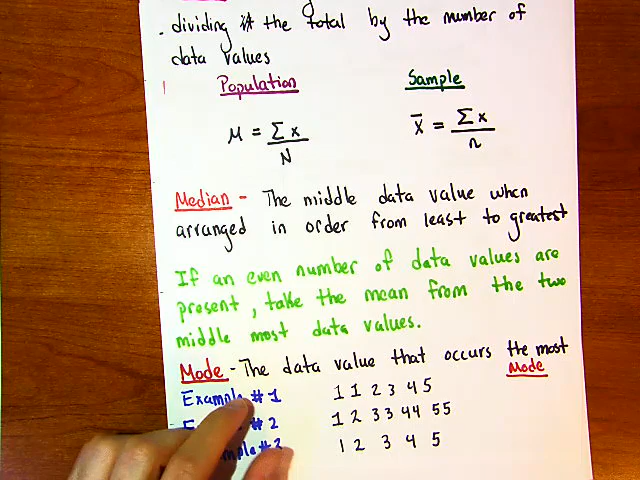 dividing the total by the number of
data values
Population Sample
μ = Σx / N x̄ = Σx / n
Median - The middle data value when
arranged in order from least to greatest
If an even number of data values are
present, take the mean from the two
middle most data values.
Mode - The data value that occurs the most
Mode
Example #1 1 1 2 3 4 5
#2 1 2 3 3 4 4 5 5
1 2 3 4 5